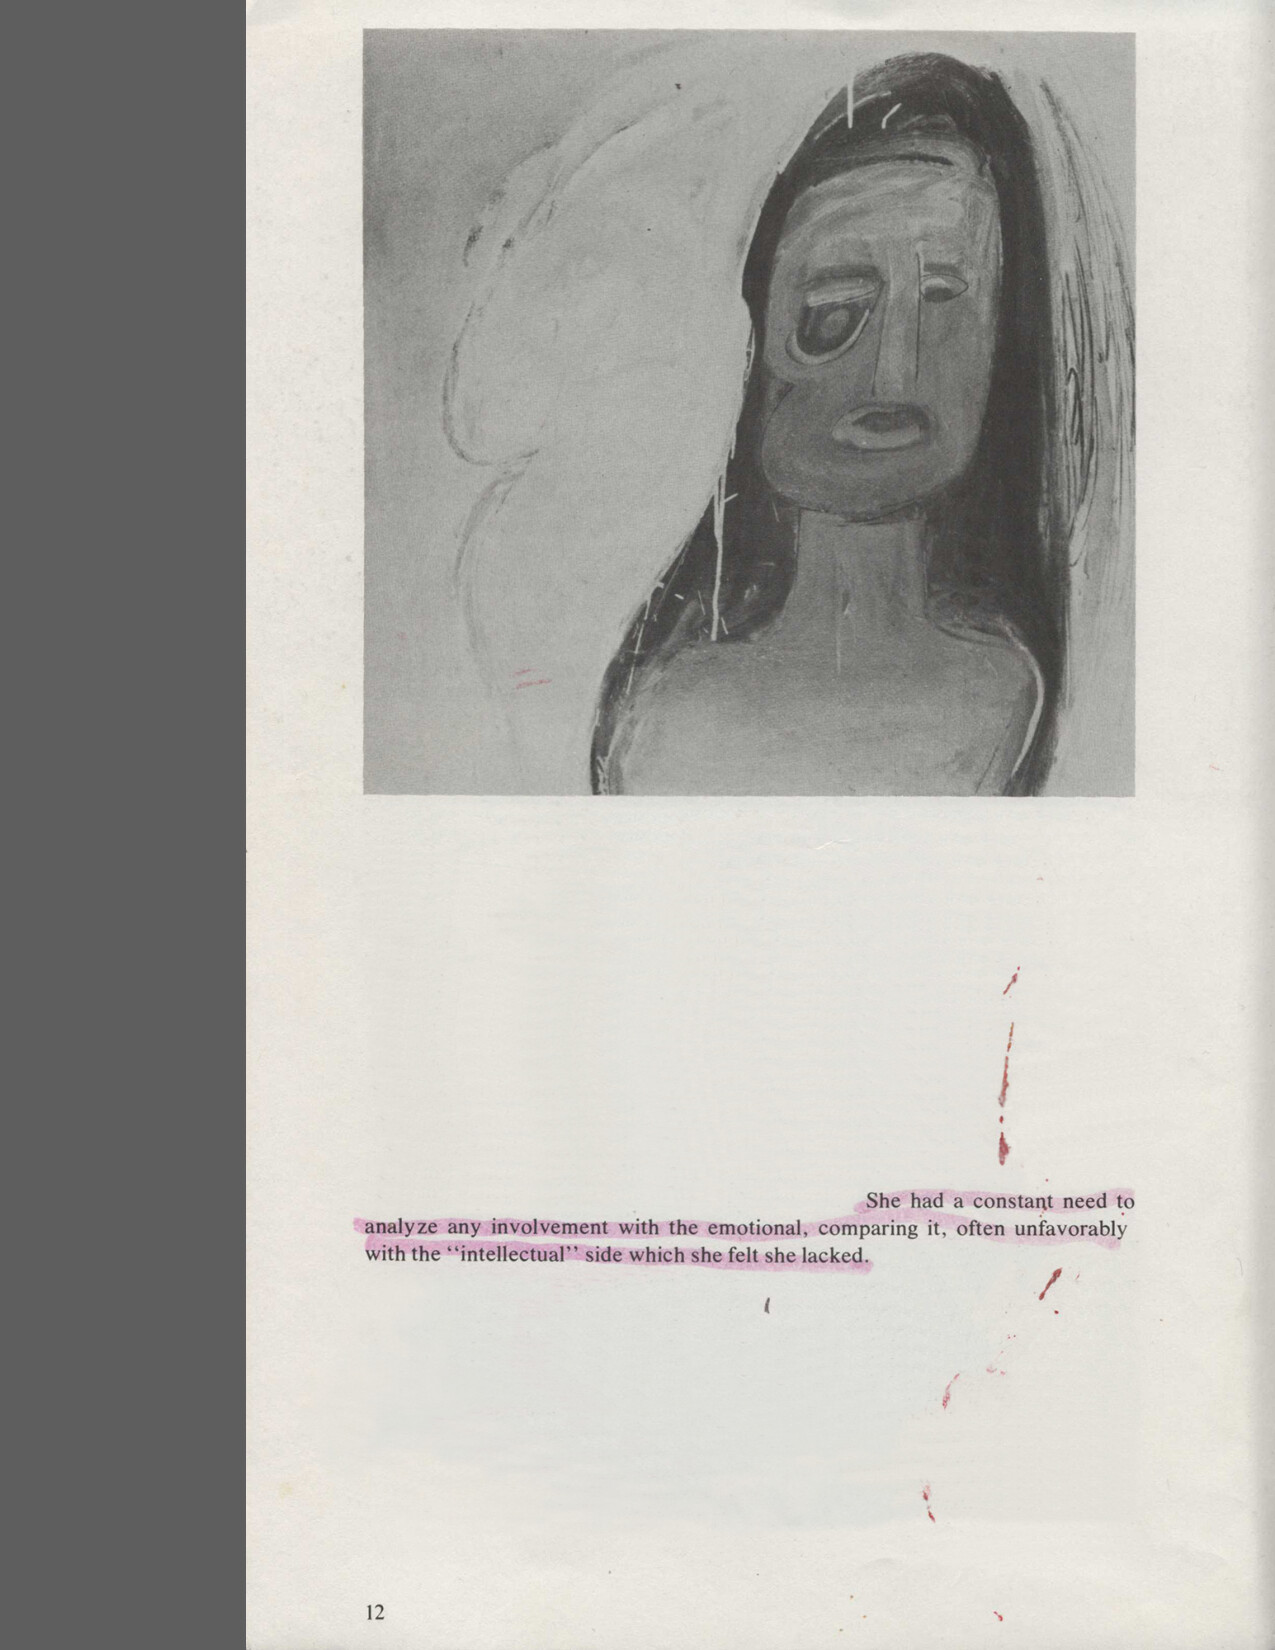 She had a constant need to
analyze any involvement with the emotional, comparing it, often unfavorably
with the “intellectual” side which she felt she lacked.
12